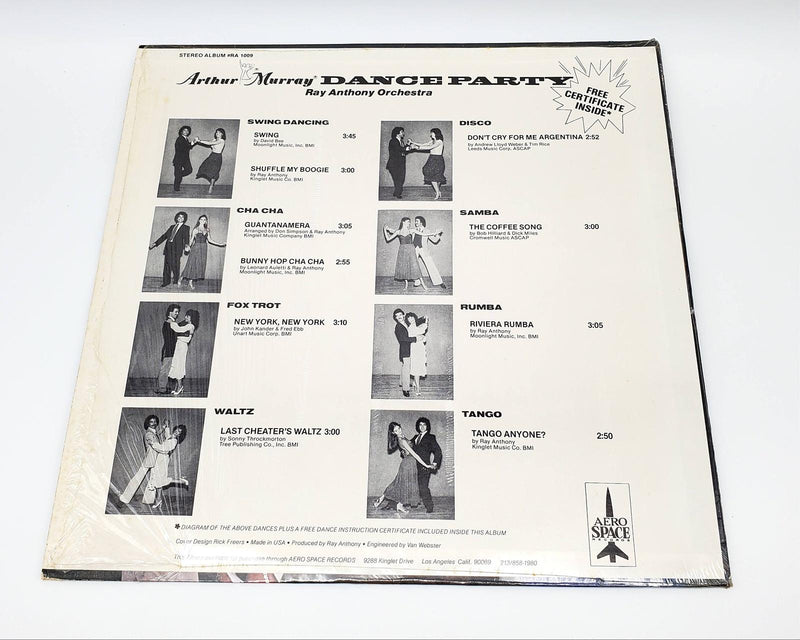 STEREO ALBUM #RA 1009
Arthur Murray® DANCE PARTY
Ray Anthony Orchestra
FREE
CERTIFICATE
INSIDE*
SWING DANCING
SWING 3:45
by David Bee
Moonlight Music, Inc. BMI
SHUFFLE MY BOOGIE 3:00
by Ray Anthony
Kinglet Music Co. BMI
CHA CHA
GUANTANAMERA 3:05
Arranged by Don Simpson & Ray Anthony
Kinglet Music Company BMI
BUNNY HOP CHA CHA 2:55
by Leonard Auletti & Ray Anthony
Moonlight Music, Inc. BMI
FOX TROT
NEW YORK, NEW YORK 3:10
by John Kander & Fred Ebb
Unart Music Corp. BMI
WALTZ
LAST CHEATER'S WALTZ 3:00
by Sonny Throckmorton
Tree Publishing Co., Inc. BMI
DISCO
DON'T CRY FOR ME ARGENTINA 2:52
by Andrew Lloyd Weber & Tim Rice
Leeds Music Corp. ASCAP
SAMBA
THE COFFEE SONG 3:00
by Bob Hilliard & Dick Miles
Cromwell Music ASCAP
RUMBA
RIVIERA RUMBA 3:05
by Ray Anthony
Moonlight Music, Inc. BMI
TANGO
TANGO ANYONE? 2:50
by Ray Anthony
Kinglet Music Co. BMI
*DIAGRAM OF THE ABOVE DANCES PLUS A FREE DANCE INSTRUCTION CERTIFICATE INCLUDED INSIDE THIS ALBUM
Cover Design Rick Freers • Made in USA • Produced by Ray Anthony • Engineered by Van Webster
through AERO SPACE RECORDS 9288 Kinglet Drive Los Angeles Calif. 90069 213/858-1980
AERO
SPACE
RECORDS